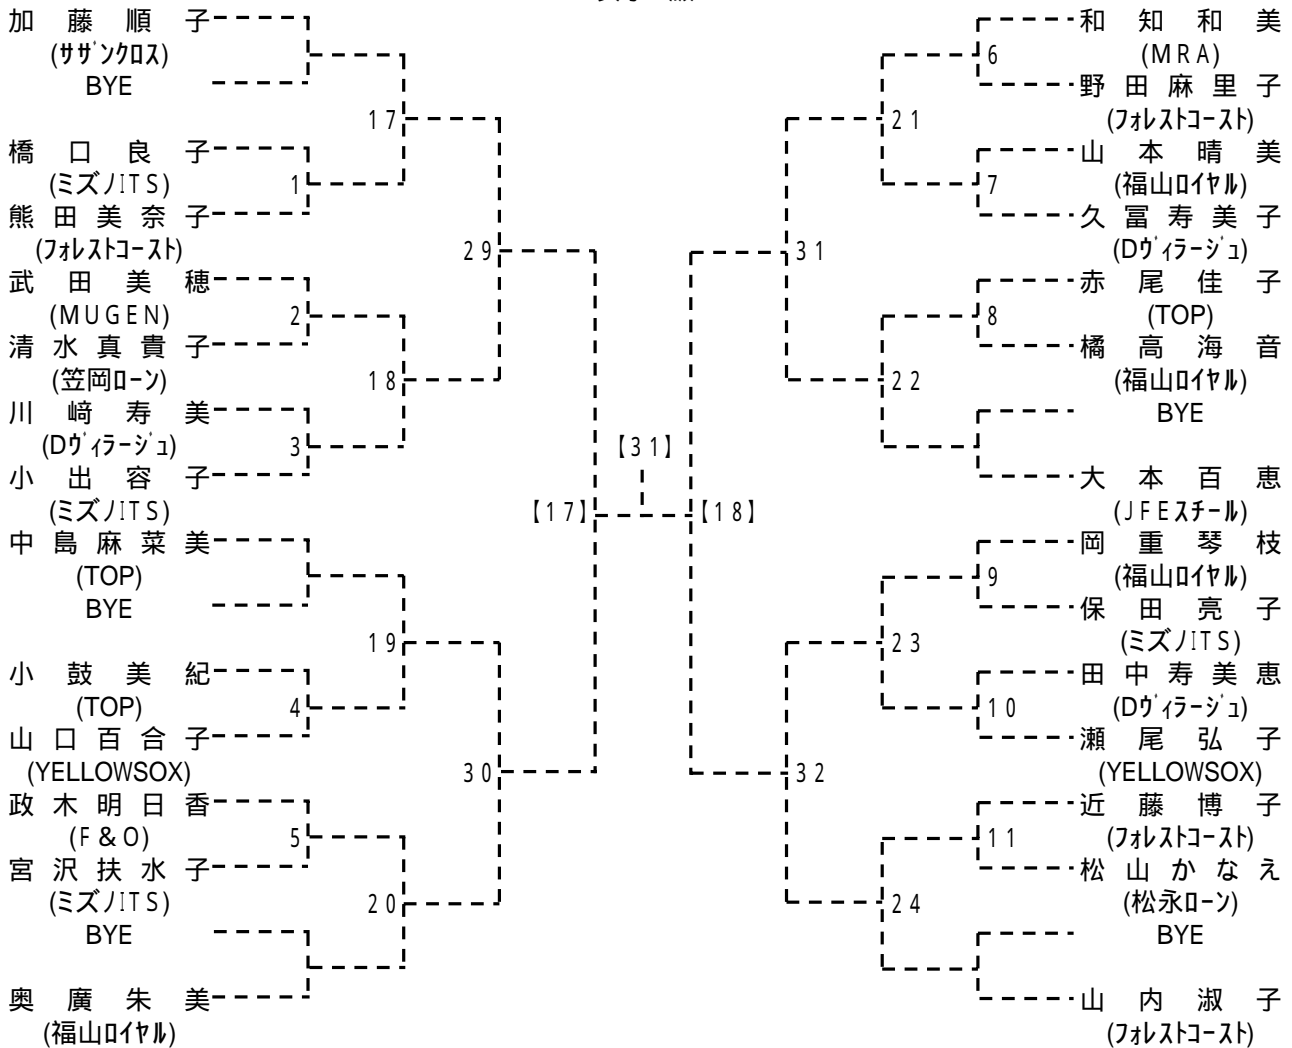 加藤順子
(ｻｻﾞﾝｸﾛｽ)
BYE
17
橋口良子
(ミズノITS)
1
熊田美奈子
(ﾌｫﾚｽﾄｺｰｽﾄ)
29
武田美穂
(MUGEN)
2
清水真貴子
(笠岡ﾛｰﾝ)
18
川﨑寿美
(Dヴｨﾗｰｼﾞｭ)
3
小出容子
(ミズノITS)
中島麻菜美
(TOP)
BYE
19
小鼓美紀
(TOP)
4
山口百合子
(YELLOWSOX)
30
政木明日香
(F&O)
5
宮沢扶水子
(ミズノITS)
20
BYE
奥廣朱美
(福山ﾛｲﾔﾙ)
【31】
【17】
【18】
和知和美
6
(MRA)
野田麻里子
(ﾌｫﾚｽﾄｺｰｽﾄ)
21
山本晴美
7
(福山ﾛｲﾔﾙ)
久冨寿美子
(Dヴｨﾗｰｼﾞｭ)
31
赤尾佳子
8
(TOP)
橘高海音
(福山ﾛｲﾔﾙ)
22
BYE
大本百恵
(JFEｽﾁｰﾙ)
岡重琴枝
9
(福山ﾛｲﾔﾙ)
保田亮子
(ミズノITS)
23
田中寿美恵
10
(Dヴｨﾗｰｼﾞｭ)
瀬尾弘子
(YELLOWSOX)
32
近藤博子
11
(ﾌｫﾚｽﾄｺｰｽﾄ)
松山かなえ
(松永ﾛｰﾝ)
24
BYE
山内淑子
(ﾌｫﾚｽﾄｺｰｽﾄ)